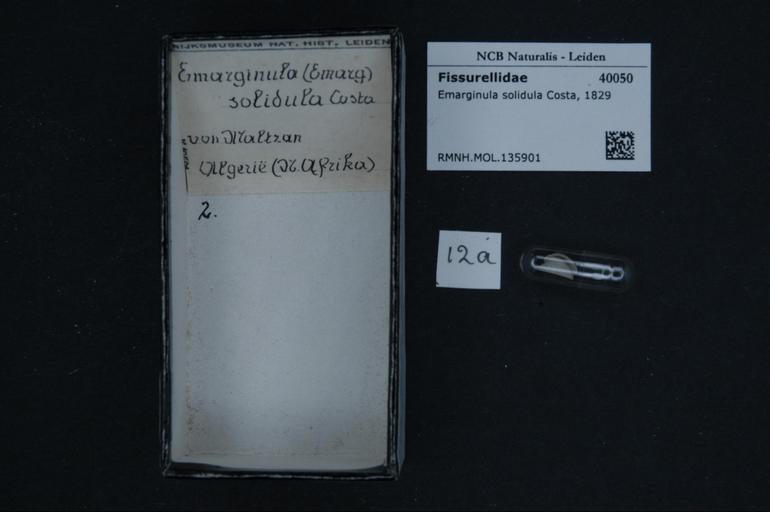 RIJKSMUSEUM NAT. HIST. LEIDEN
Emarginula (Emarg)
solidula Costa
von Maltzan
Algerië (N. Afrika)
2.
NCB Naturalis - Leiden
Fissurellidae 40050
Emarginula solidula Costa, 1829
RMNH.MOL.135901
12a